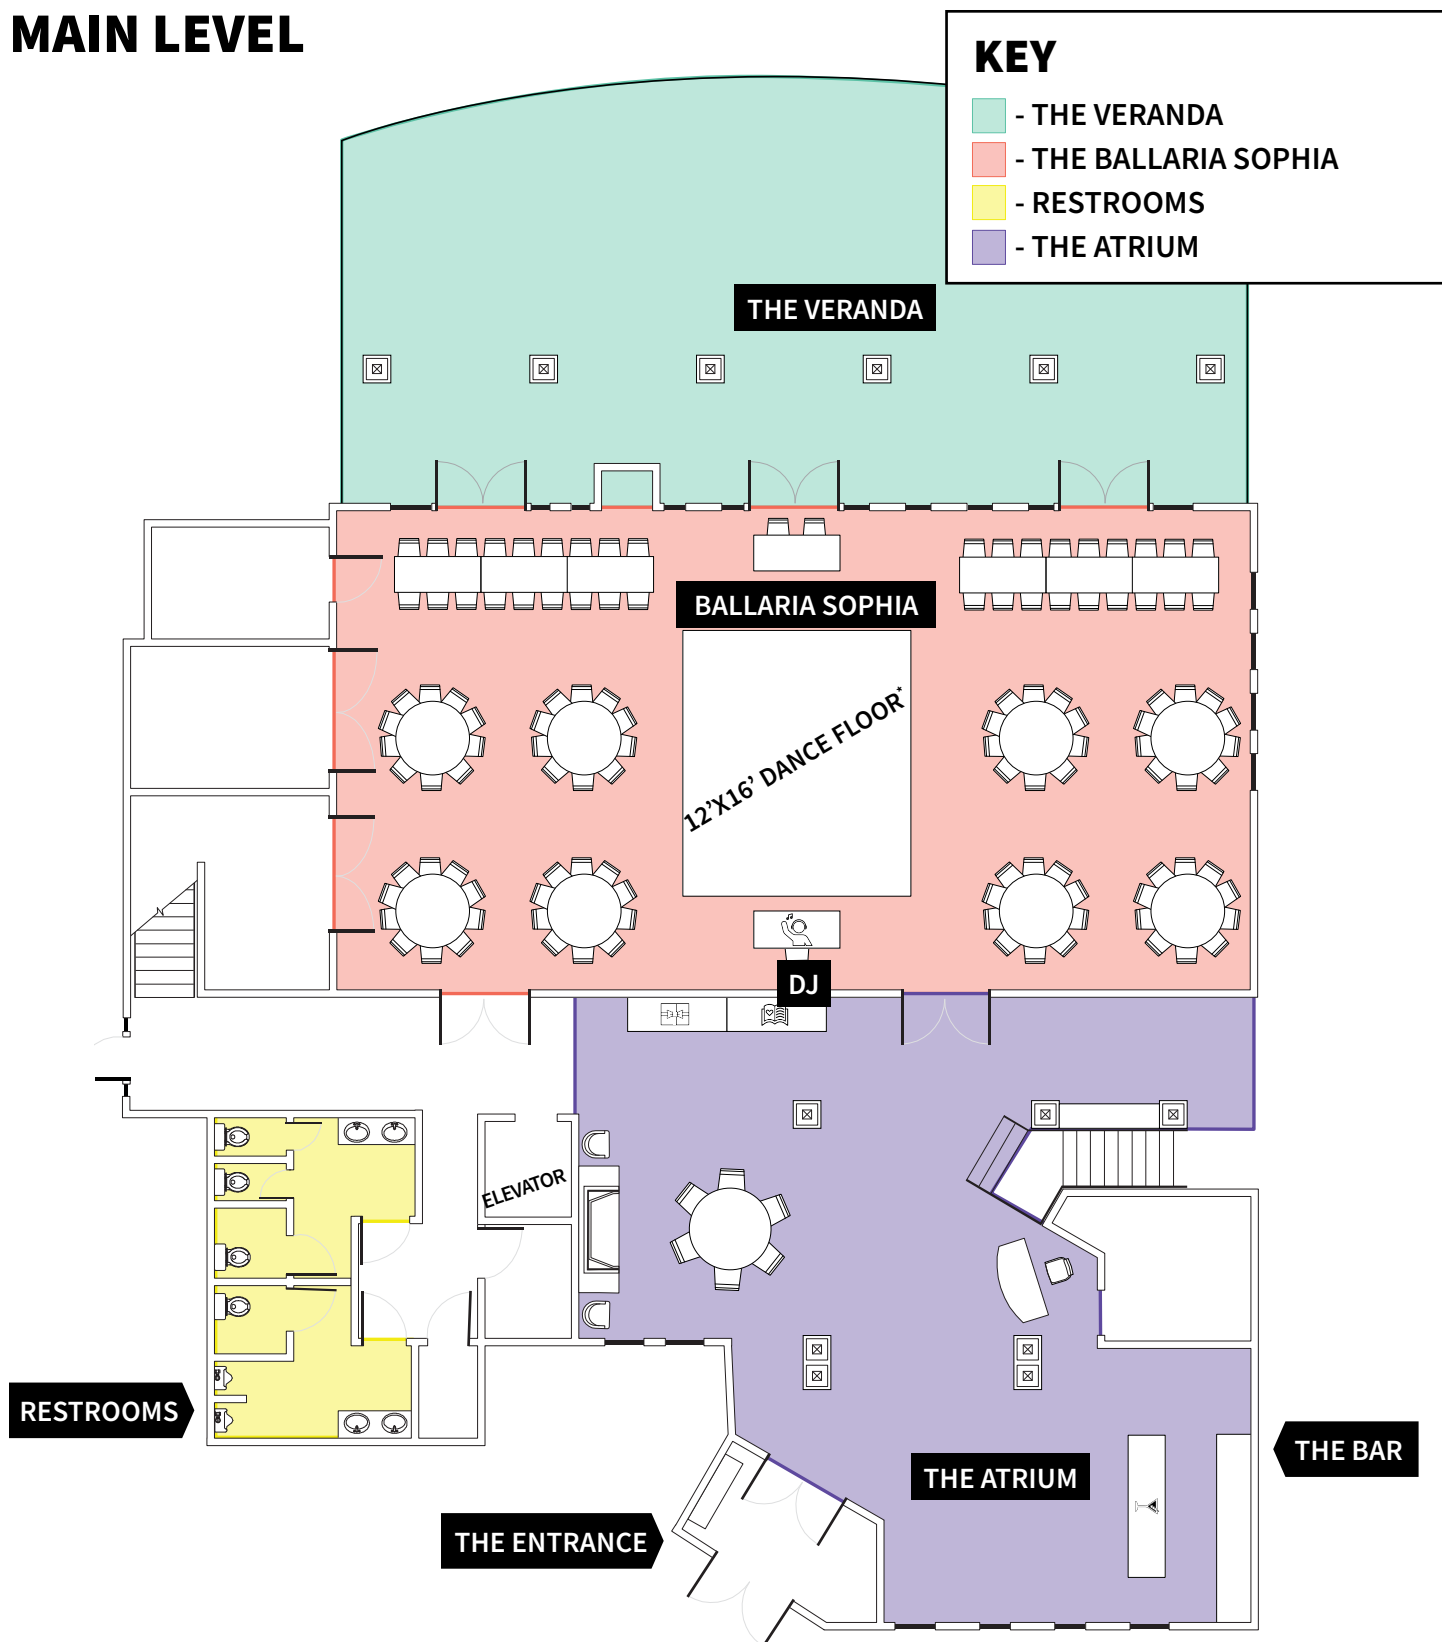 MAIN LEVEL
KEY
- THE VERANDA
- THE BALLARIA SOPHIA
- RESTROOMS
- THE ATRIUM
THE VERANDA
BALLARIA SOPHIA
12’X16’ DANCE FLOOR*
DJ
ELEVATOR
RESTROOMS
THE BAR
THE ATRIUM
THE ENTRANCE